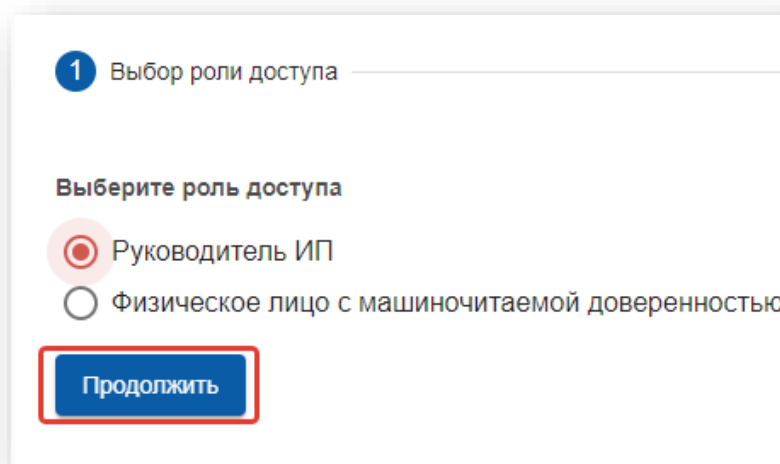 1 Выбор роли доступа
Выберите роль доступа
Руководитель ИП
Физическое лицо с машиночитаемой доверенностью
Продолжить